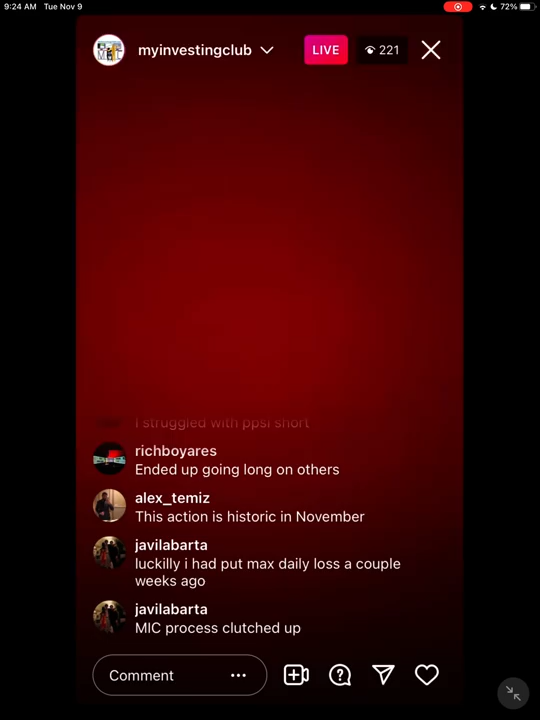 9:24 AM Tue Nov 9
72%
myinvestingclub
LIVE
221
I struggled with ppsi short
richboyares
Ended up going long on others
alex_temiz
This action is historic in November
javilabarta
luckilly i had put max daily loss a couple
weeks ago
javilabarta
MIC process clutched up
Comment